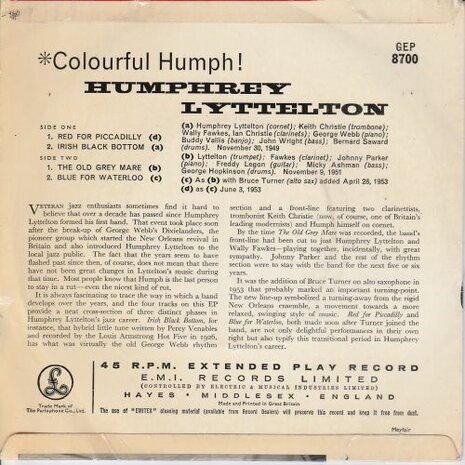 GEP
8700
*Colourful Humph!
HUMPHREY
LYTTELTON
SIDE ONE
1. RED FOR PICCADILLY (d)
2. IRISH BLACK BOTTOM (a)
SIDE TWO
1. THE OLD GREY MARE (b)
2. BLUE FOR WATERLOO (c)
(a) Humphrey Lyttelton (cornet); Keith Christie (trombone);
Wally Fawkes, Ian Christie (clarinets); George Webb (piano);
Buddy Vallis (banjo); John Wright (bass); Bernard Saward
(drums). November 30, 1949
(b) Lyttelton (trumpet); Fawkes (clarinet); Johnny Parker
(piano); Freddy Legon (guitar); Micky Ashman (bass);
George Hopkinson (drums). November 9, 1951
(c) As (b) with Bruce Turner (alto sax) added April 28, 1953
(d) as (c) June 3, 1953
VETERAN jazz enthusiasts sometimes find it hard to
believe that over a decade has passed since Humphrey
Lyttelton formed his first band. That event took place soon
after the break-up of George Webb's Dixielanders, the
pioneer group which started the New Orleans revival in
Britain and also introduced Humphrey Lyttelton to the
local jazz public. The fact that the years seem to have
flashed past since then, of course, does not mean that there
have not been great changes in Lyttelton's music during
that time. Most people know that Humph is the last person
to stay in a rut—even the nicest kind of rut.
It is always fascinating to trace the way in which a band
develops over the years, and the four tracks on this EP
provide a neat cross-section of three distinct phases in
Humphrey Lyttelton's jazz career. Irish Black Bottom, for
instance, that hybrid little tune written by Percy Venables
and recorded by the Louis Armstrong Hot Five in 1926,
has what was virtually the old George Webb rhythm
section and a front-line featuring two clarinettists,
trombonist Keith Christie (now, of course, one of Britain's
leading modernists) and Humph himself on cornet.
By the time The Old Grey Mare was recorded, the band's
front-line had been cut to just Humphrey Lyttelton and
Wally Fawkes—playing together, incidentally, with great
sympathy. Johnny Parker and the rest of the rhythm
section were to stay with the band for the next five or six
years.
It was the addition of Bruce Turner on alto saxophone in
1953 that probably marked an important turning-point.
The new line-up symbolized a turning-away from the rigid
New Orleans ensemble, a movement towards a more
relaxed, swinging style of music. Red for Piccadilly and
Blue for Waterloo, both made soon after Turner joined the
band, are not only delightful performances in their own
right but also typify this transitional period in Humphrey
Lyttelton's career.
45 R.P.M. EXTENDED PLAY RECORD
E.M.I. RECORDS LIMITED
(CONTROLLED BY ELECTRIC & MUSICAL INDUSTRIES LIMITED)
HAYES • MIDDLESEX • ENGLAND
Made and Printed in Great Britain
Trade Mark of
The Parlophone Co., Ltd.
The use of "EMITEX" cleaning material (available from Record Dealers) will preserve this record and keep it free from dust.
Mayfair